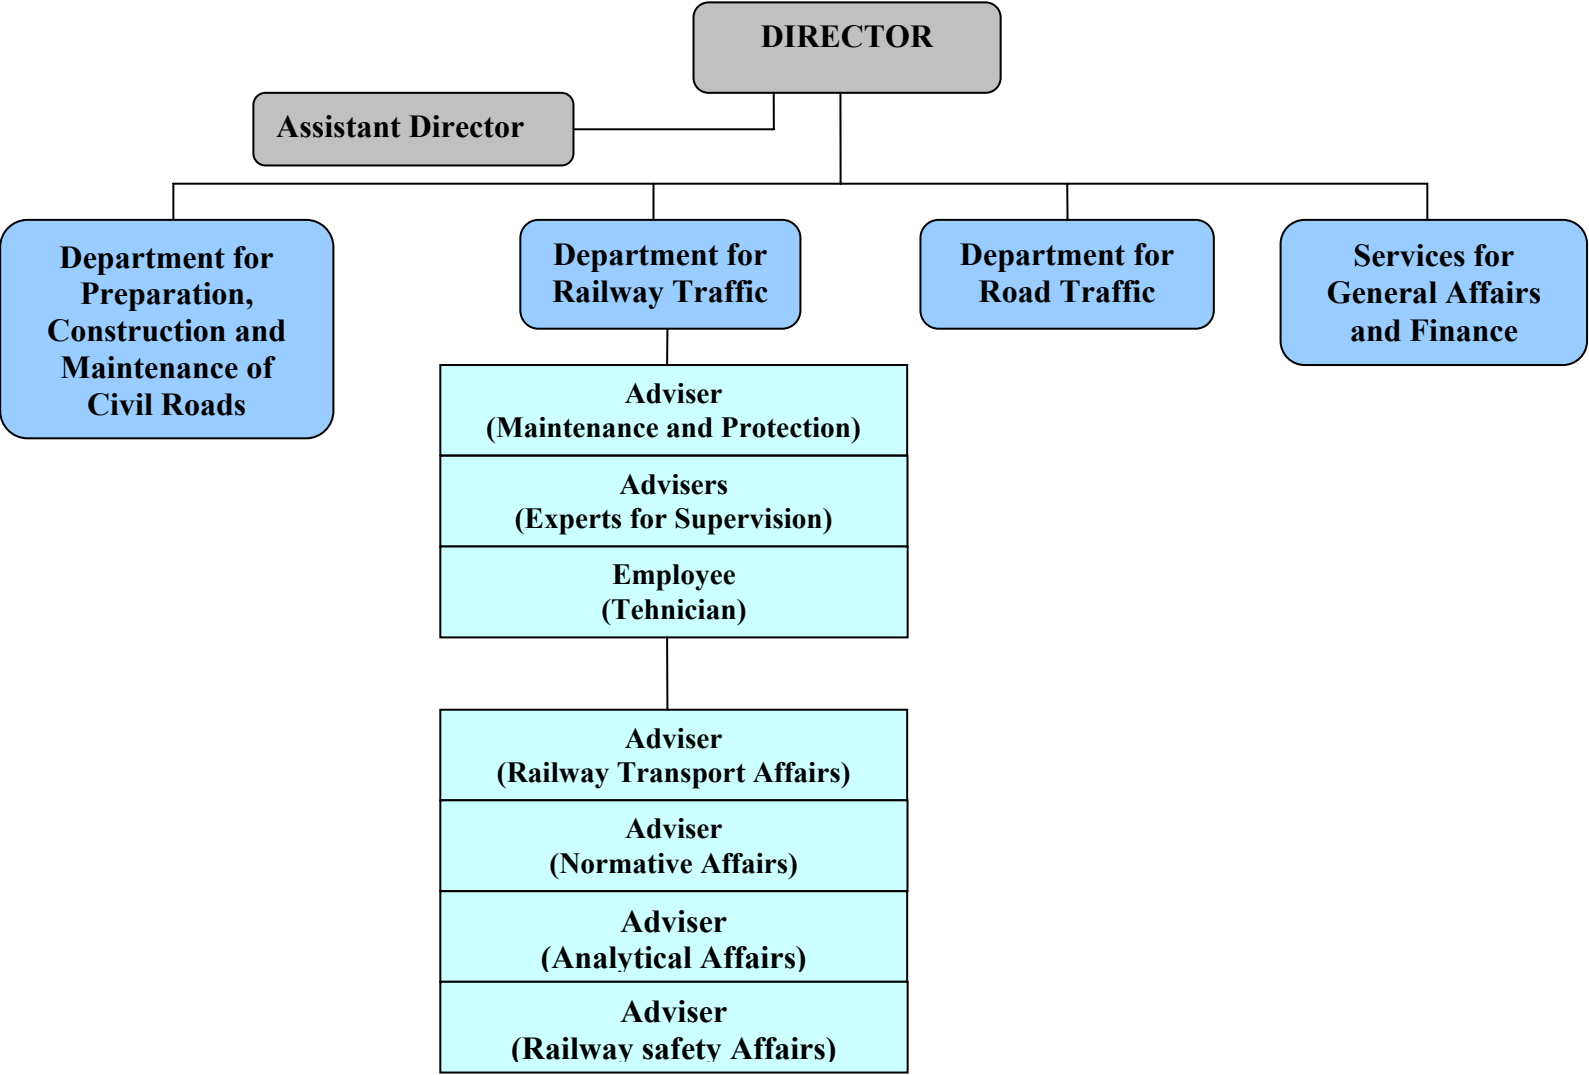 DIRECTOR
Assistant Director
Department for
Preparation,
Construction and
Maintenance of
Civil Roads
Department for
Railway Traffic
Department for
Road Traffic
Services for
General Affairs
and Finance
Adviser
(Maintenance and Protection)
Advisers
(Experts for Supervision)
Employee
(Tehnician)
Adviser
(Railway Transport Affairs)
Adviser
(Normative Affairs)
Adviser
(Analytical Affairs)
Adviser
(Railway safety Affairs)